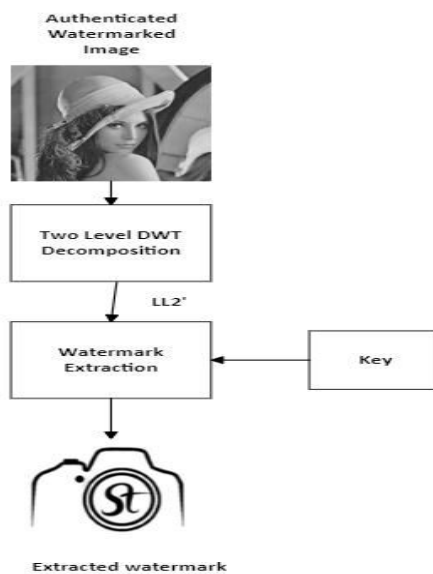 Authenticated
Watermarked
Image
Two Level DWT
Decomposition
LL2'
Watermark
Extraction
Key
St
Extracted watermark